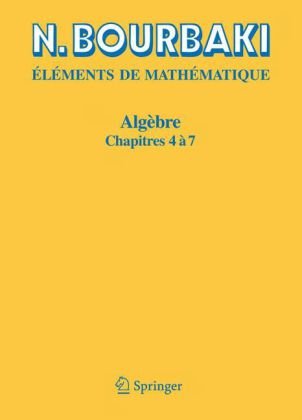 N. BOURBAKI
ÉLÉMENTS DE MATHÉMATIQUE
Algèbre
Chapitres 4 à 7
Springer